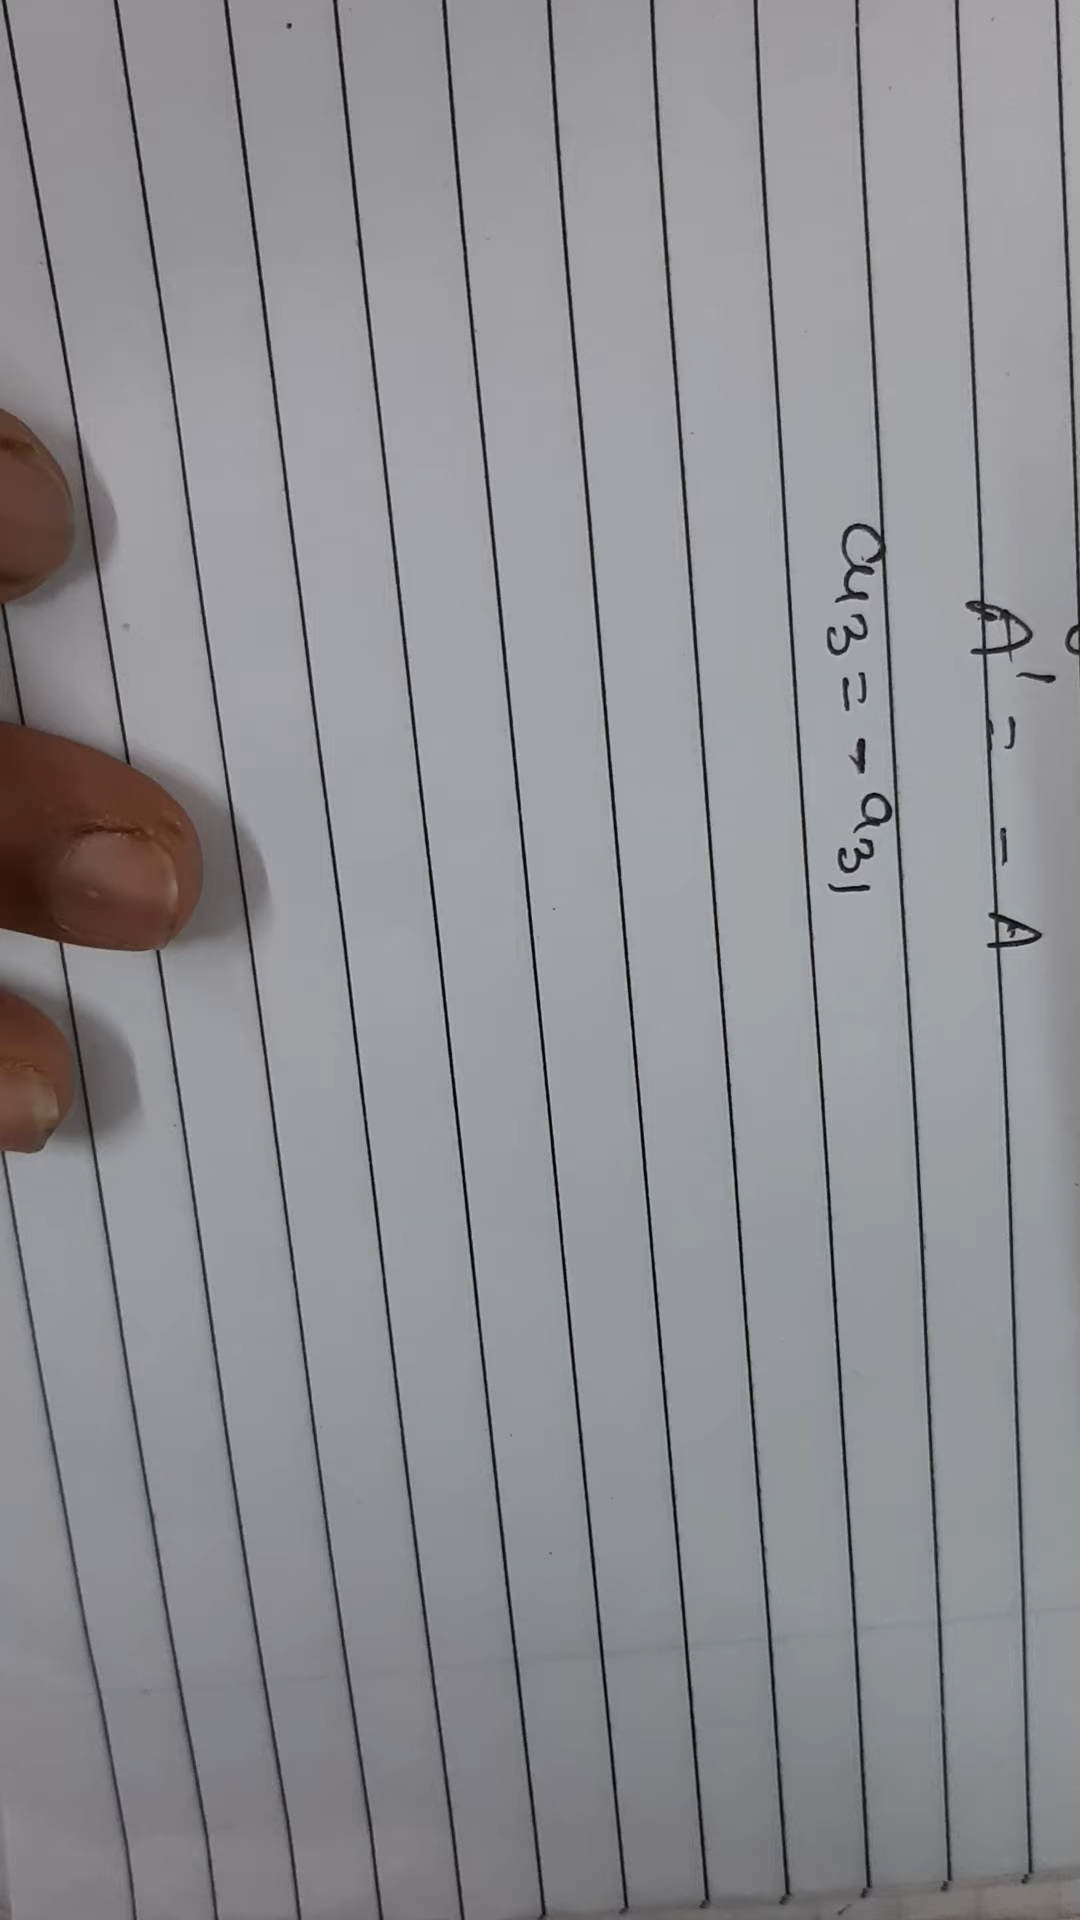 A' = - A
a₁₃ = - a₃₁